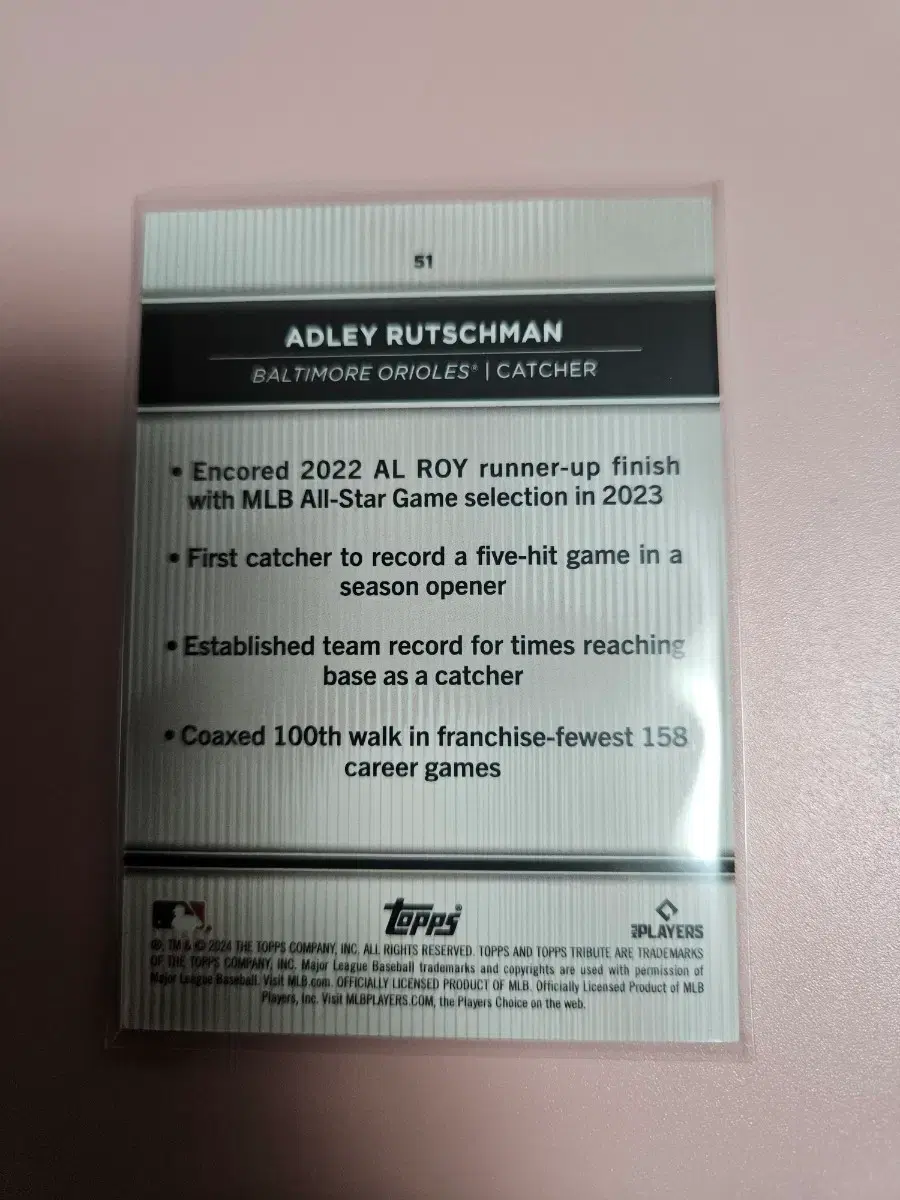 51
ADLEY RUTSCHMAN
BALTIMORE ORIOLES® | CATCHER
• Encored 2022 AL ROY runner-up finish
with MLB All-Star Game selection in 2023
• First catcher to record a five-hit game in a
season opener
• Established team record for times reaching
base as a catcher
• Coaxed 100th walk in franchise-fewest 158
career games
topps®
PLAYERS
®, TM & © 2024 THE TOPPS COMPANY, INC. ALL RIGHTS RESERVED. TOPPS AND TOPPS TRIBUTE ARE TRADEMARKS
OF THE TOPPS COMPANY, INC. Major League Baseball trademarks and copyrights are used with permission of
Major League Baseball. Visit MLB.com. OFFICIALLY LICENSED PRODUCT OF MLB. Officially Licensed Product of MLB
Players, Inc. Visit MLBPLAYERS.COM, the Players Choice on the web.